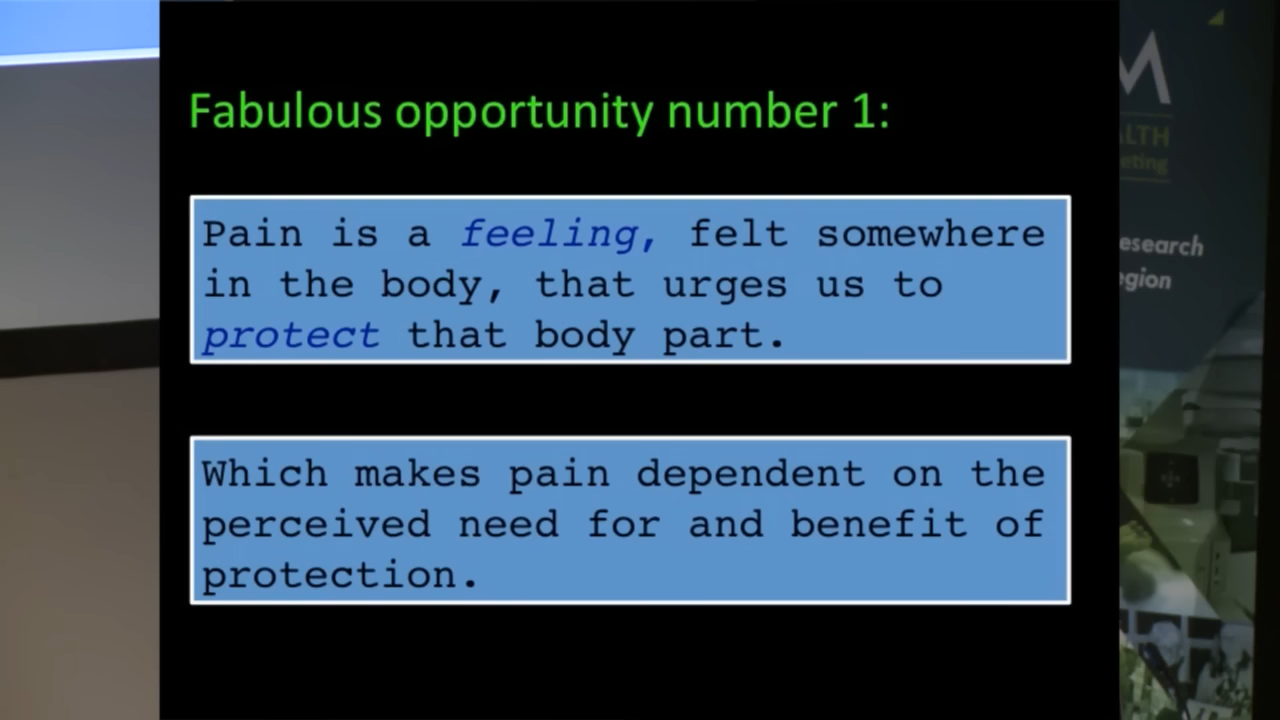 Fabulous opportunity number 1:
Pain is a feeling, felt somewhere
in the body, that urges us to
protect that body part.
Which makes pain dependent on the
perceived need for and benefit of
protection.
M